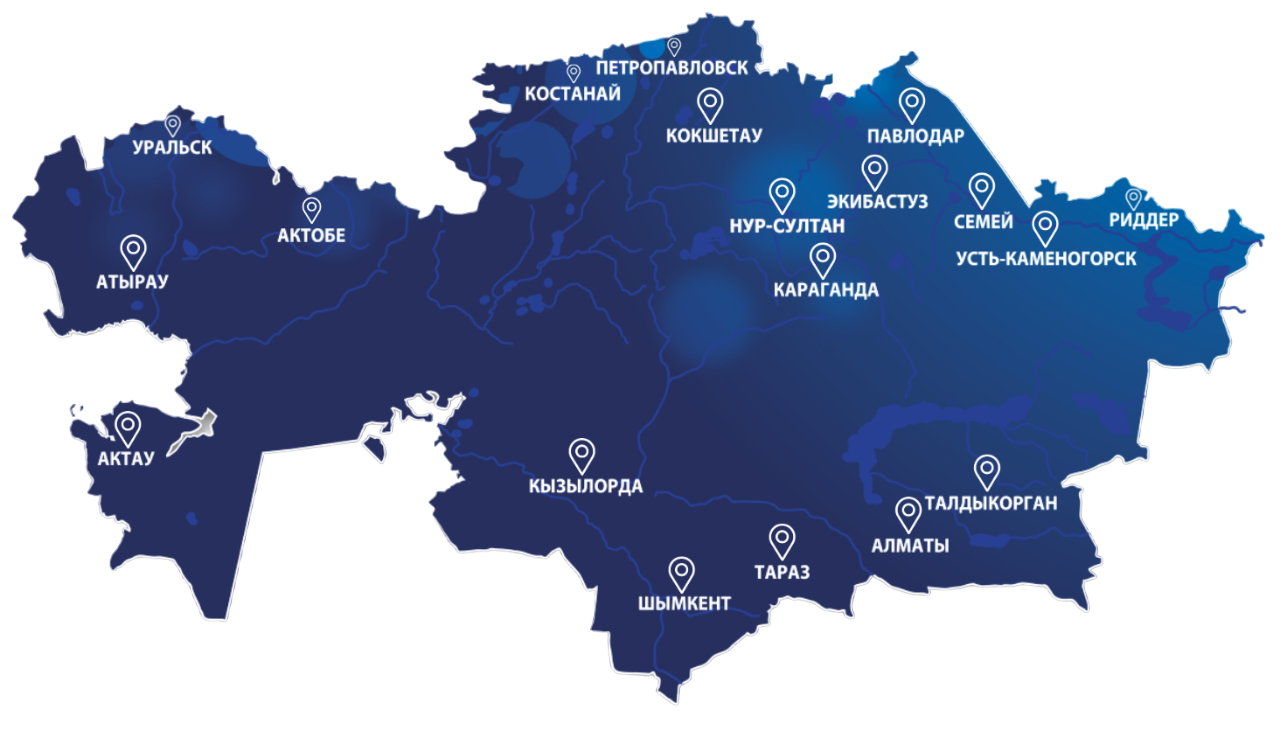 ПЕТРОПАВЛОВСК
КОСТАНАЙ
КОКШЕТАУ
ПАВЛОДАР
УРАЛЬСК
ЭКИБАСТУЗ
НУР-СУЛТАН
СЕМЕЙ
РИДДЕР
АКТОБЕ
УСТЬ-КАМЕНОГОРСК
АТЫРАУ
КАРАГАНДА
АКТАУ
КЫЗЫЛОРДА
ТАЛДЫКОРГАН
АЛМАТЫ
ТАРАЗ
ШЫМКЕНТ